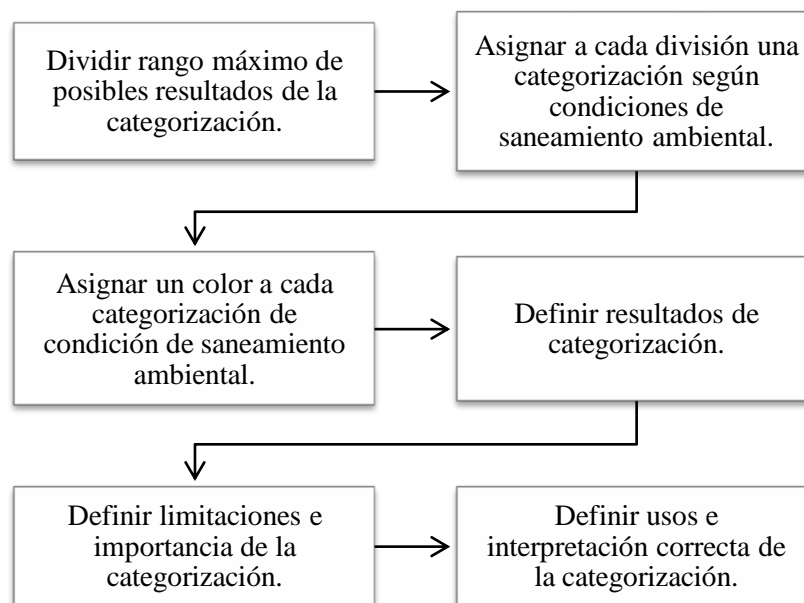 Dividir rango máximo de
posibles resultados de la
categorización.
Asignar a cada división una
categorización según
condiciones de
saneamiento ambiental.
Asignar un color a cada
categorización de
condición de saneamiento
ambiental.
Definir resultados de
categorización.
Definir limitaciones e
importancia de la
categorización.
Definir usos e
interpretación correcta de
la categorización.